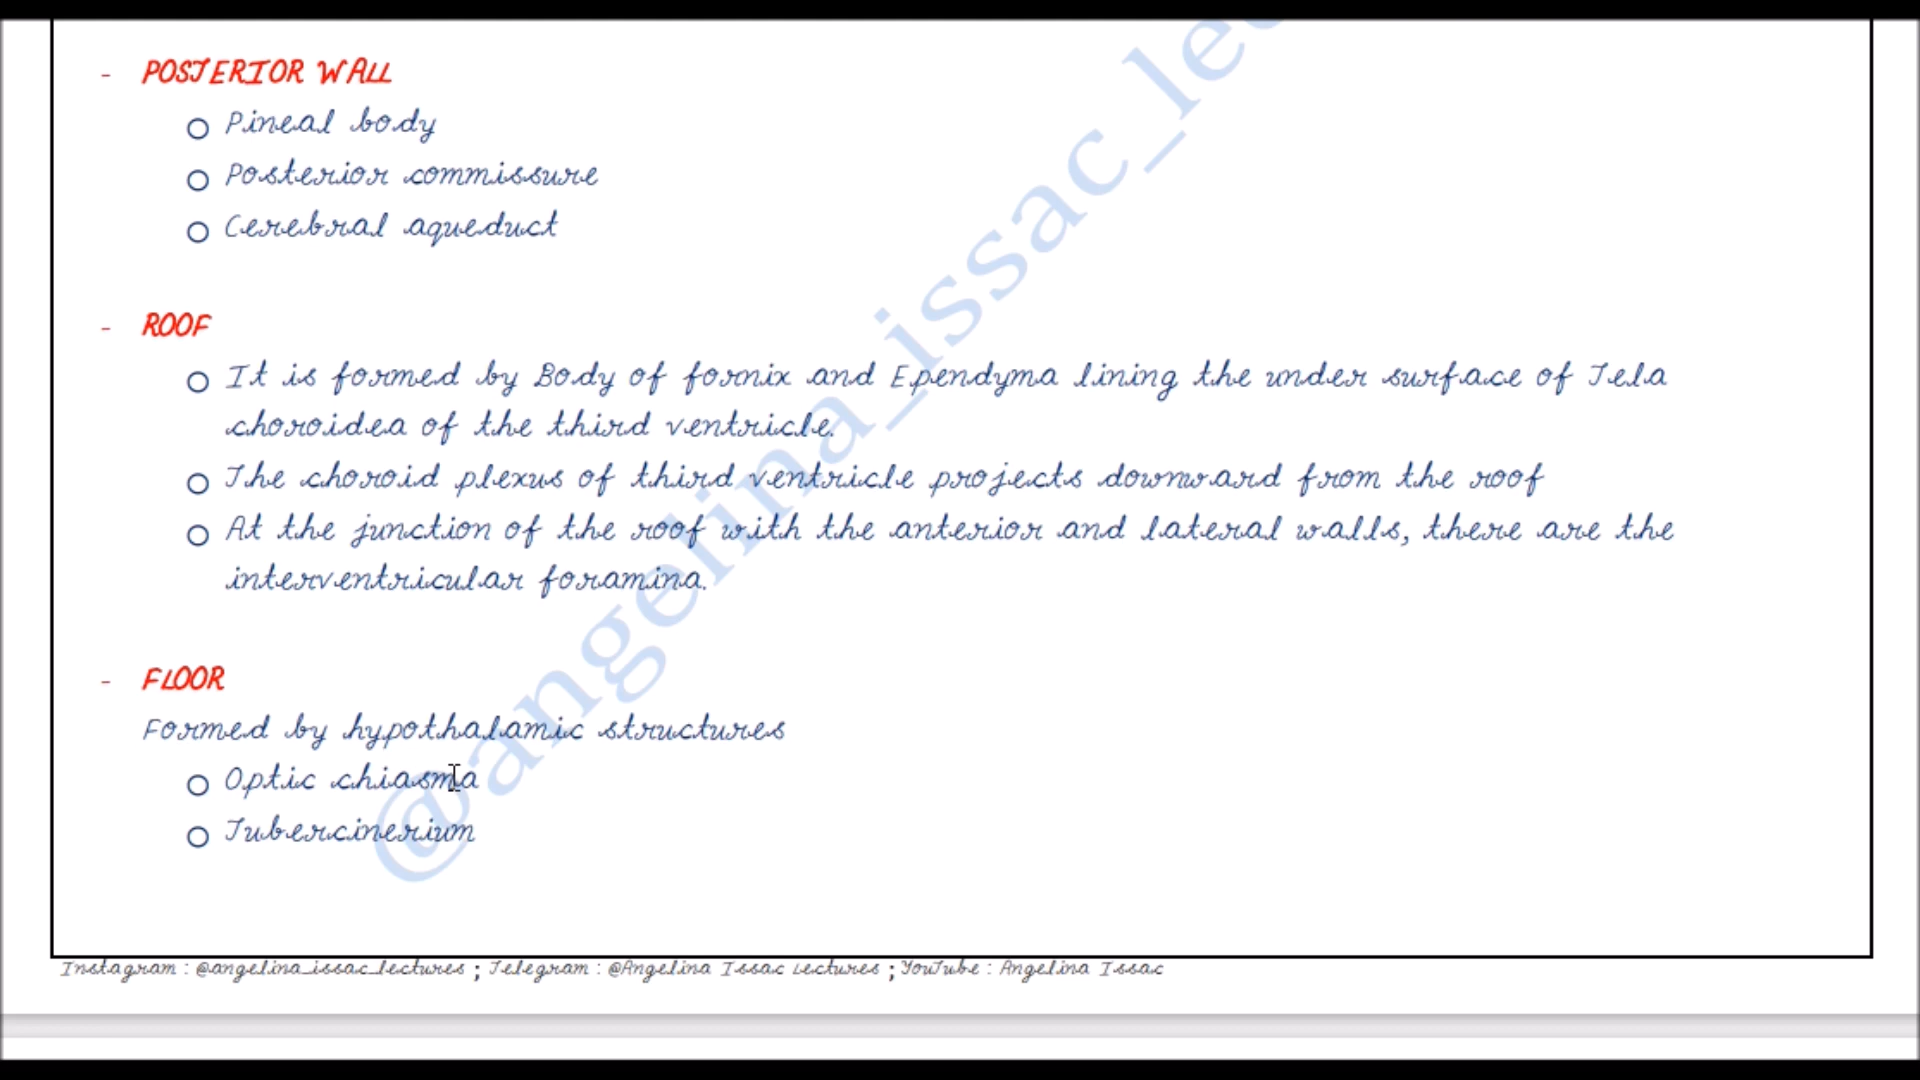 - POSTERIOR WALL
○ Pineal body
○ Posterior commissure
○ Cerebral aqueduct
- ROOF
○ It is formed by Body of fornix and Ependyma lining the under surface of Tela
choroidea of the third ventricle.
○ The choroid plexus of third ventricle projects downward from the roof
○ At the junction of the roof with the anterior and lateral walls, there are the
interventricular foramina.
- FLOOR
Formed by hypothalamic structures
○ Optic chiasma
○ Tubercinerium
@angelina_issac_lec
Instagram : @angelina_issac_lectures ; Telegram : @Angelina Issac Lectures ; YouTube : Angelina Issac